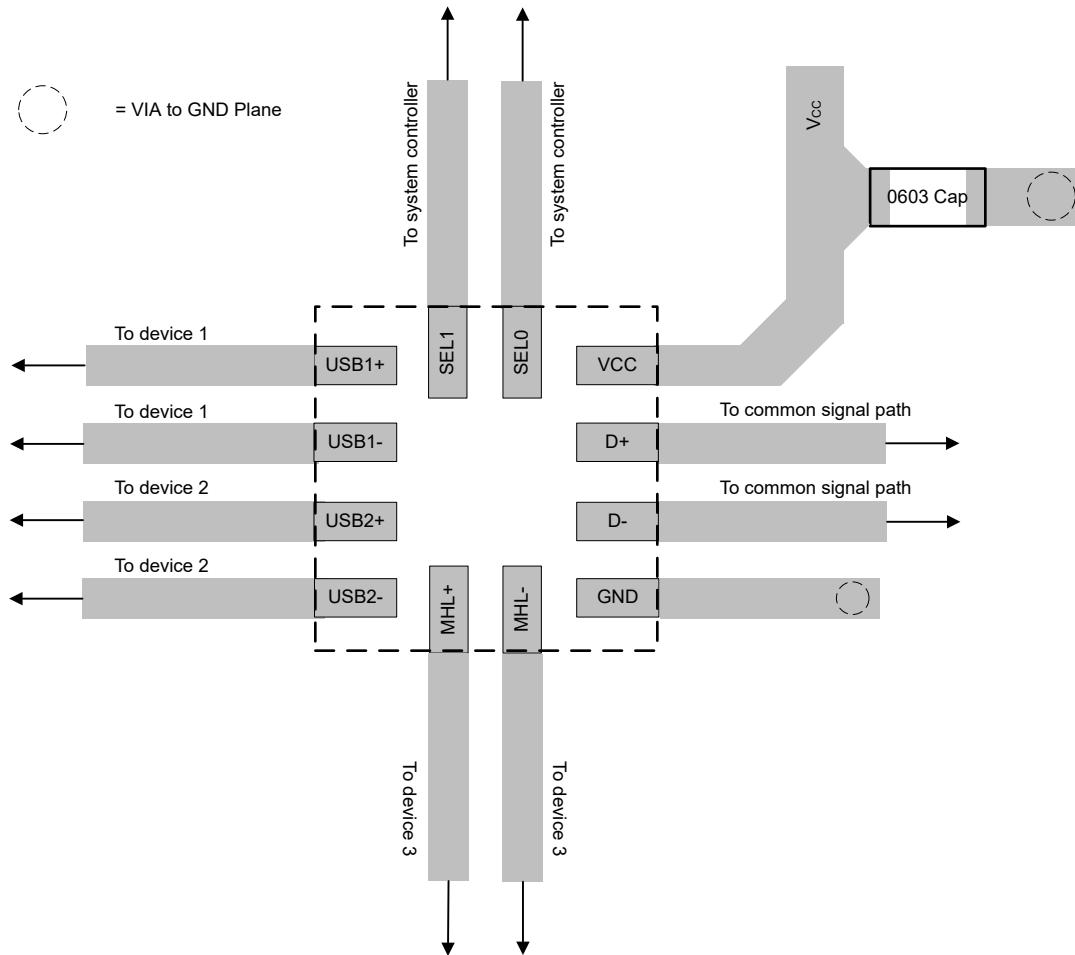 = VIA to GND Plane
To system controller
To system controller
VCC
0603 Cap
To device 1
USB1+
SEL1
SEL0
VCC
To device 1
USB1-
D+
To common signal path
To device 2
USB2+
D-
To common signal path
To device 2
USB2-
MHL+
MHL-
GND
To device 3
To device 3